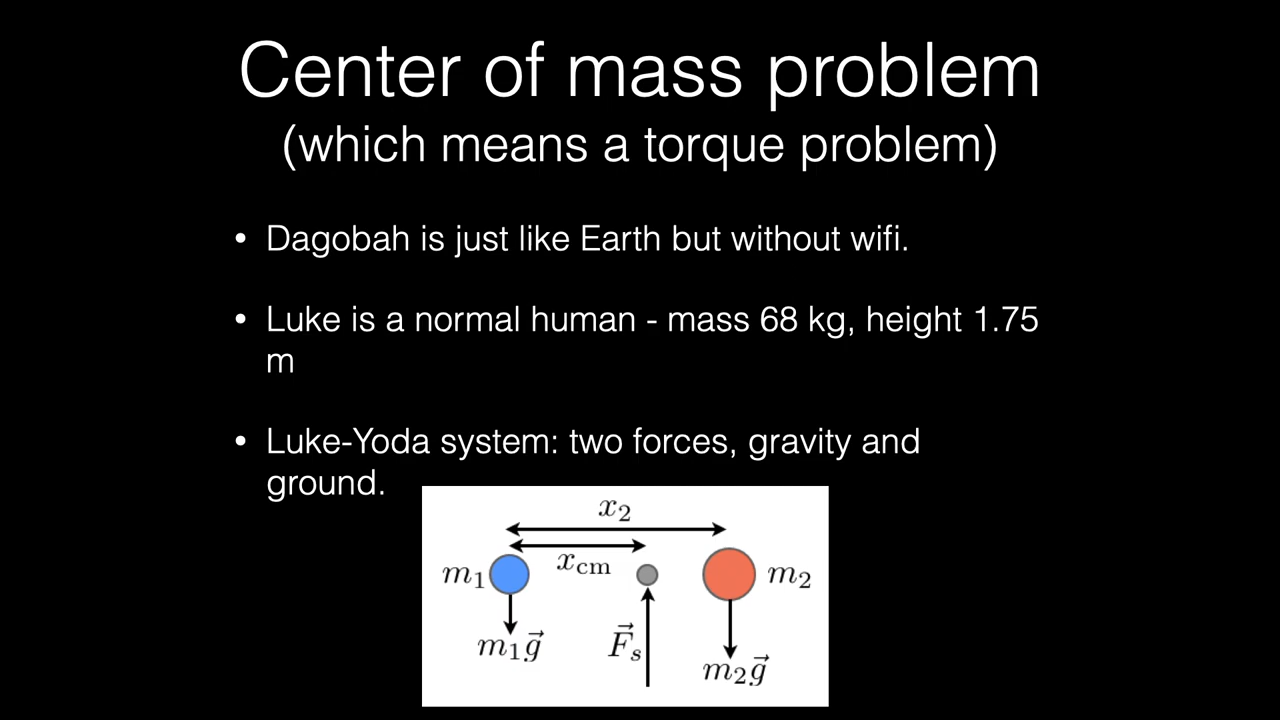 Center of mass problem
(which means a torque problem)
• Dagobah is just like Earth but without wifi.
• Luke is a normal human - mass 68 kg, height 1.75
m
• Luke-Yoda system: two forces, gravity and
ground.
x₂
x_cm
m₁
m₂
m₁g⃗
F⃗ₛ
m₂g⃗